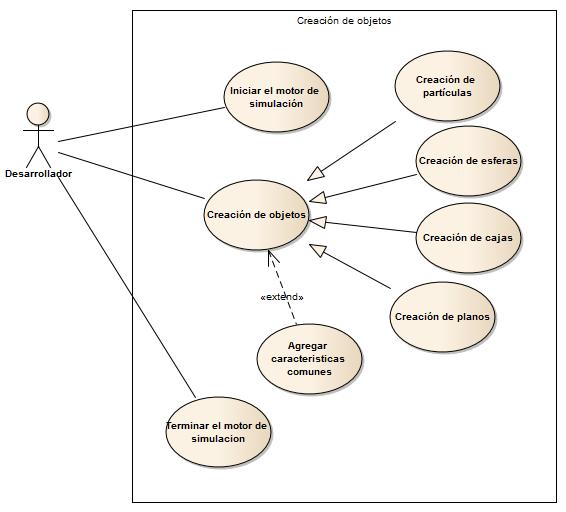 Creación de objetos
Iniciar el motor de
simulación
Creación de
partículas
Creación de esferas
Desarrollador
Creación de objetos
Creación de cajas
«extend»
Creación de planos
Agregar
caracteristicas
comunes
Terminar el motor de
simulacion